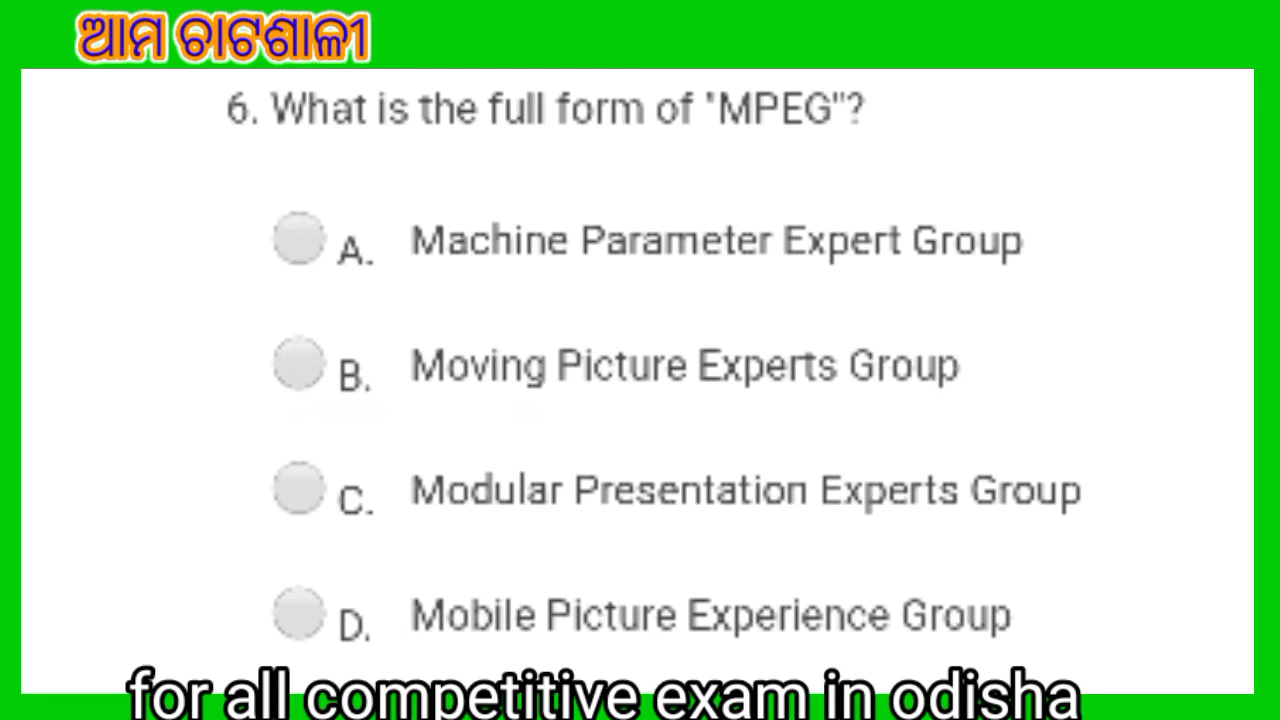 ଆମ ଚାଟଶାଳୀ
6. What is the full form of "MPEG"?
A. Machine Parameter Expert Group
B. Moving Picture Experts Group
C. Modular Presentation Experts Group
D. Mobile Picture Experience Group
for all competitive exam in odisha